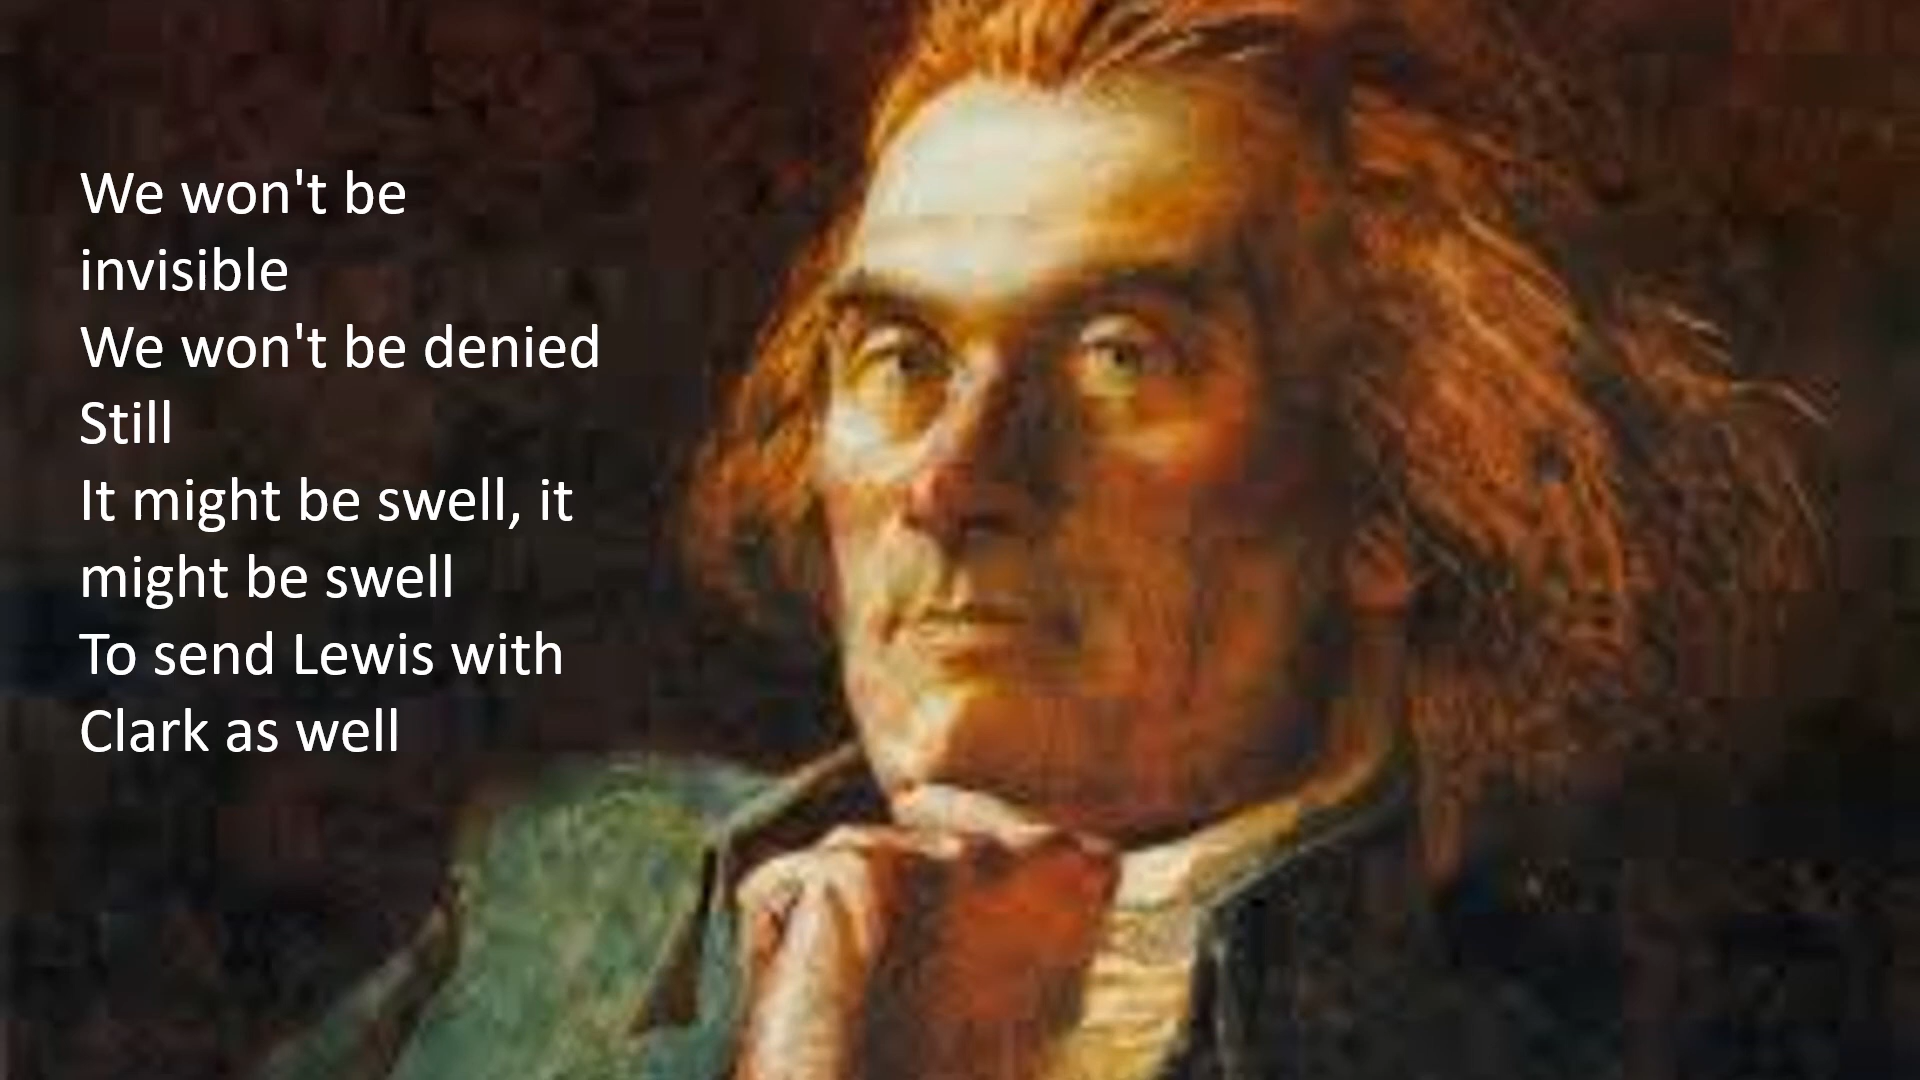 We won't be
invisible
We won't be denied
Still
It might be swell, it
might be swell
To send Lewis with
Clark as well